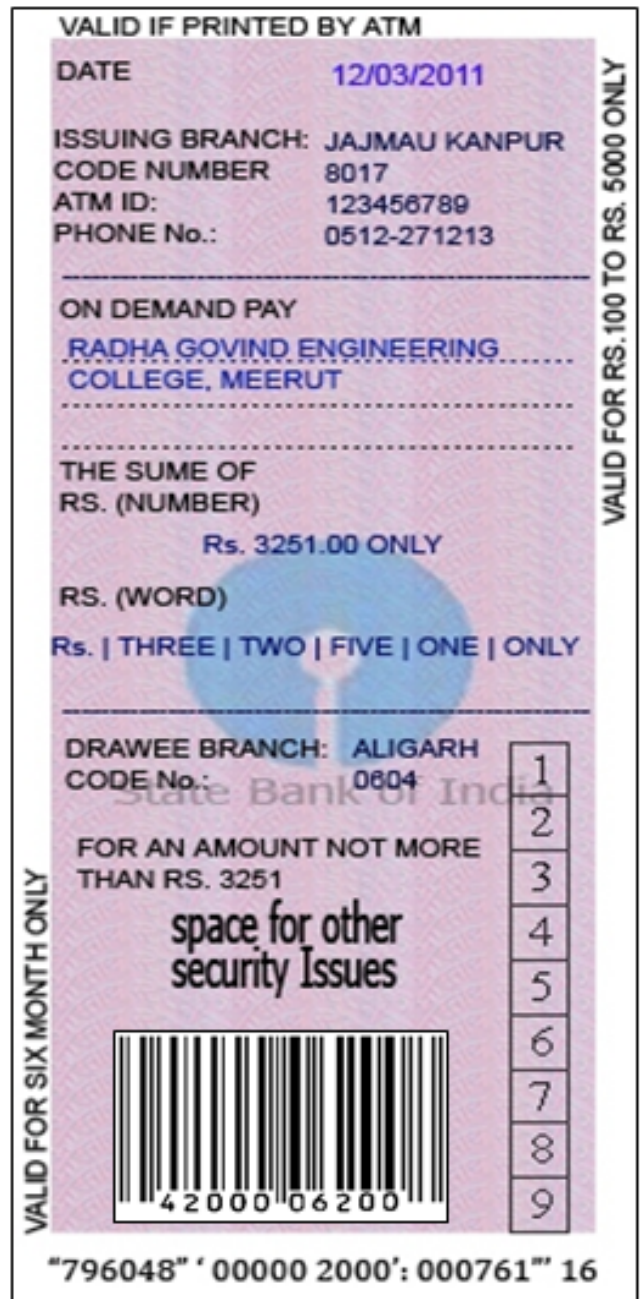 VALID IF PRINTED BY ATM
DATE 12/03/2011
ISSUING BRANCH: JAJMAU KANPUR
CODE NUMBER 8017
ATM ID: 123456789
PHONE No.: 0512-271213
ON DEMAND PAY
RADHA GOVIND ENGINEERING
COLLEGE, MEERUT
THE SUME OF
RS. (NUMBER)
Rs. 3251.00 ONLY
RS. (WORD)
Rs. | THREE | TWO | FIVE | ONE | ONLY
DRAWEE BRANCH: ALIGARH
CODE No.: 0604
State Bank of India
FOR AN AMOUNT NOT MORE
THAN RS. 3251
space for other
security Issues
1
2
3
4
5
6
7
8
9
42000 06200
VALID FOR SIX MONTH ONLY
VALID FOR RS.100 TO RS. 5000 ONLY
"796048" ‘ 00000 2000’: 000761"’ 16